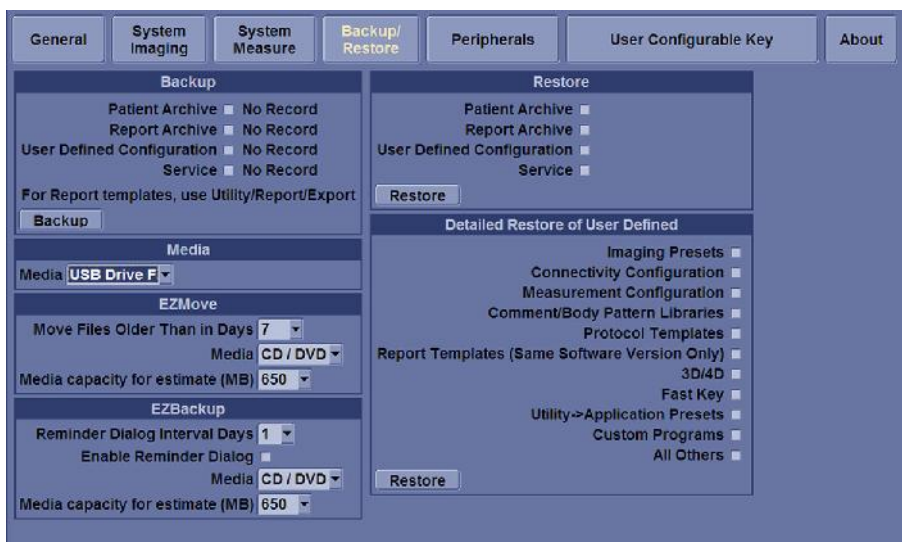 General
System
Imaging
System
Measure
Backup/
Restore
Peripherals
User Configurable Key
About
Backup
Patient Archive No Record
Report Archive No Record
User Defined Configuration No Record
Service No Record
For Report templates, use Utility/Report/Export
Backup
Media
Media USB Drive F
EZMove
Move Files Older Than in Days 7
Media CD / DVD
Media capacity for estimate (MB) 650
EZBackup
Reminder Dialog Interval Days 1
Enable Reminder Dialog
Media CD / DVD
Media capacity for estimate (MB) 650
Restore
Patient Archive
Report Archive
User Defined Configuration
Service
Restore
Detailed Restore of User Defined
Imaging Presets
Connectivity Configuration
Measurement Configuration
Comment/Body Pattern Libraries
Protocol Templates
Report Templates (Same Software Version Only)
3D/4D
Fast Key
Utility->Application Presets
Custom Programs
All Others
Restore